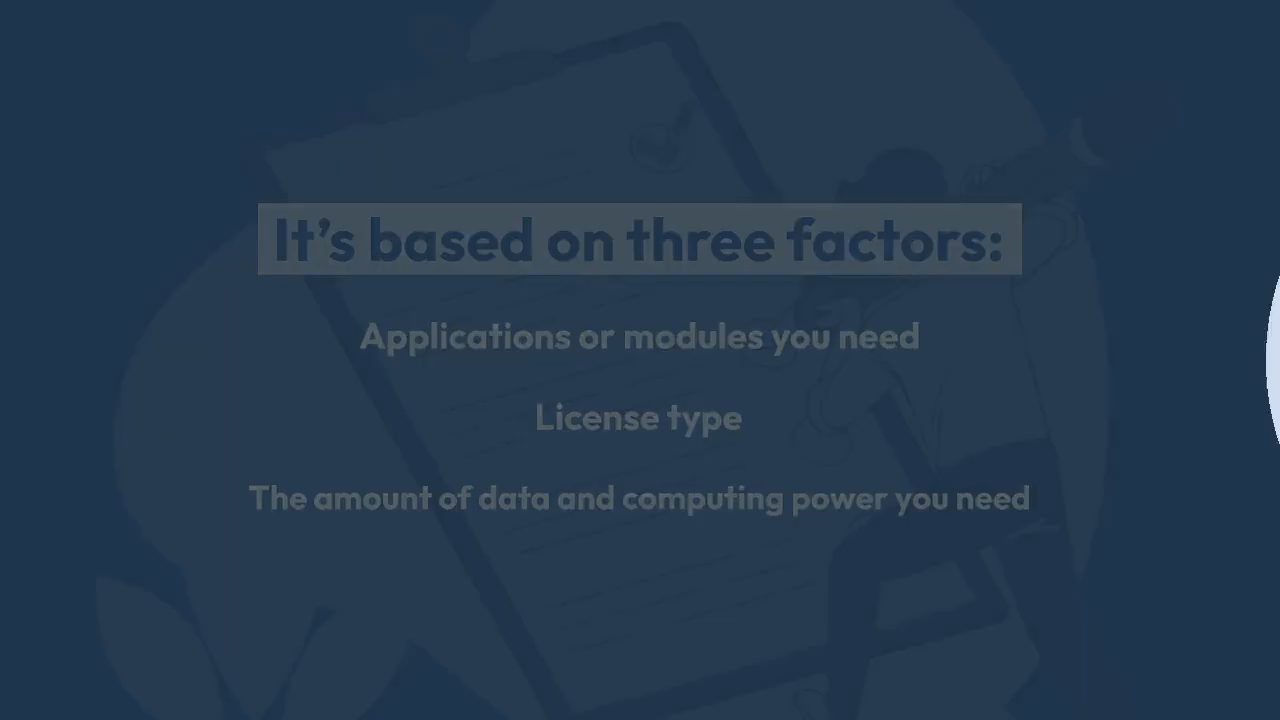 It's based on three factors:
Applications or modules you need
License type
The amount of data and computing power you need